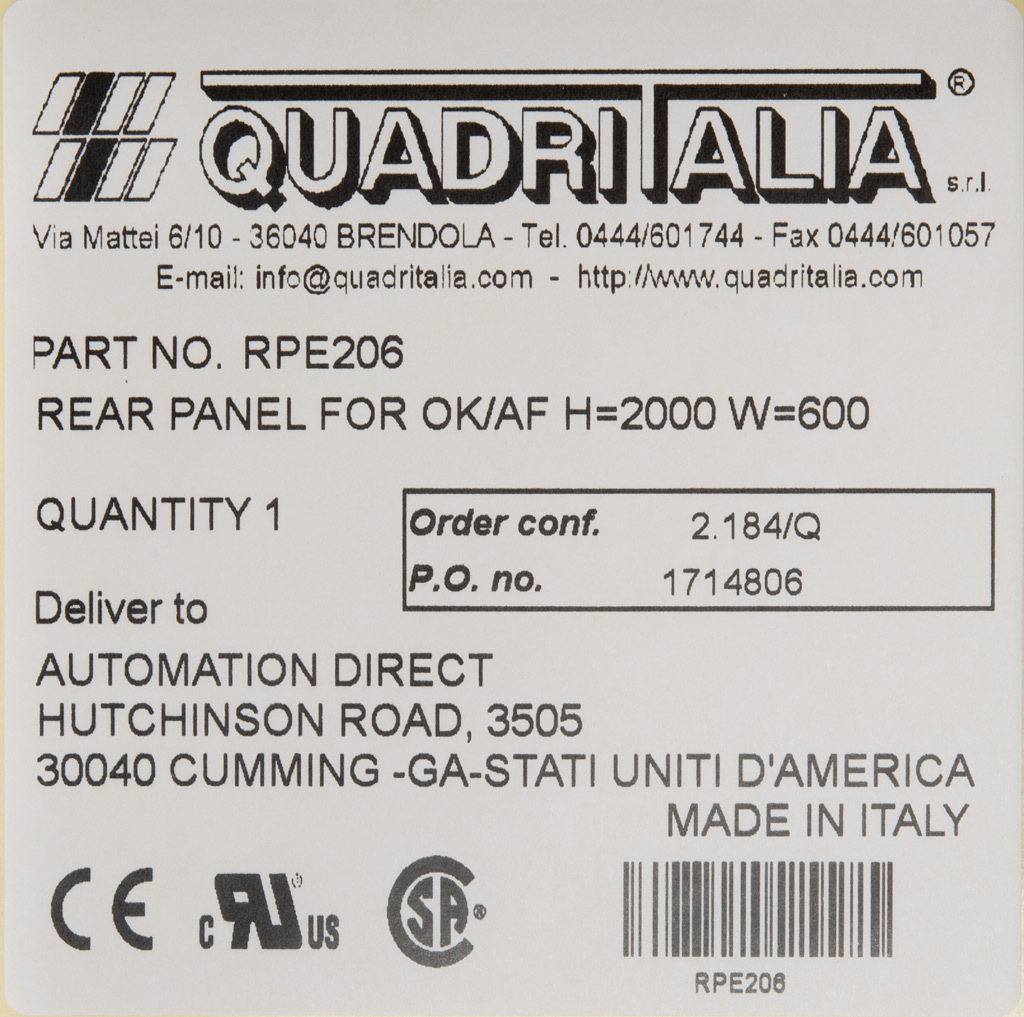 QUADRITALIA® s.r.l.
Via Mattei 6/10 - 36040 BRENDOLA - Tel. 0444/601744 - Fax 0444/601057
E-mail: info@quadritalia.com - http://www.quadritalia.com
PART NO. RPE206
REAR PANEL FOR OK/AF H=2000 W=600
QUANTITY 1
Order conf. 2.184/Q
P.O. no. 1714806
Deliver to
AUTOMATION DIRECT
HUTCHINSON ROAD, 3505
30040 CUMMING -GA-STATI UNITI D'AMERICA
MADE IN ITALY
CE C RU US SA®
RPE206